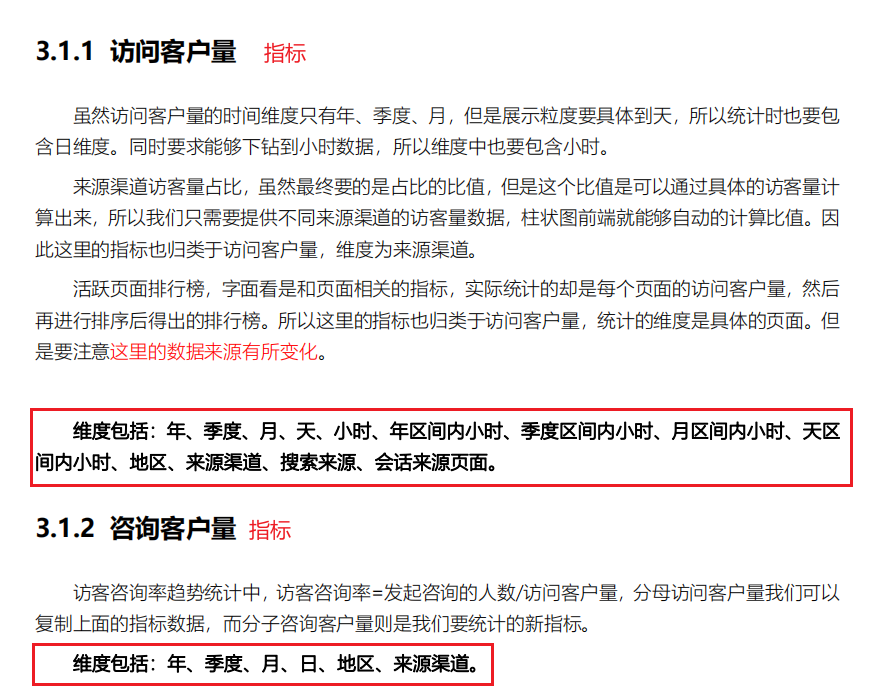 3.1.1 访问客户量 指标
虽然访问客户量的时间维度只有年、季度、月，但是展示粒度要具体到天，所以统计时也要包
含日维度。同时要求能够下钻到小时数据，所以维度中也要包含小时。
来源渠道访客量占比，虽然最终要的是占比的比值，但是这个比值是可以通过具体的访客量计
算出来，所以我们只需要提供不同来源渠道的访客量数据，柱状图前端就能够自动的计算比值。因
此这里的指标也归类于访问客户量，维度为来源渠道。
活跃页面排行榜，字面看是和页面相关的指标，实际统计的却是每个页面的访问客户量，然后
再进行排序后得出的排行榜。所以这里的指标也归类于访问客户量，统计的维度是具体的页面。但
是要注意这里的数据来源有所变化。
维度包括：年、季度、月、天、小时、年区间内小时、季度区间内小时、月区间内小时、天区
间内小时、地区、来源渠道、搜索来源、会话来源页面。
3.1.2 咨询客户量 指标
访客咨询率趋势统计中，访客咨询率=发起咨询的人数/访问客户量，分母访问客户量我们可以
复制上面的指标数据，而分子咨询客户量则是我们要统计的新指标。
维度包括：年、季度、月、日、地区、来源渠道。